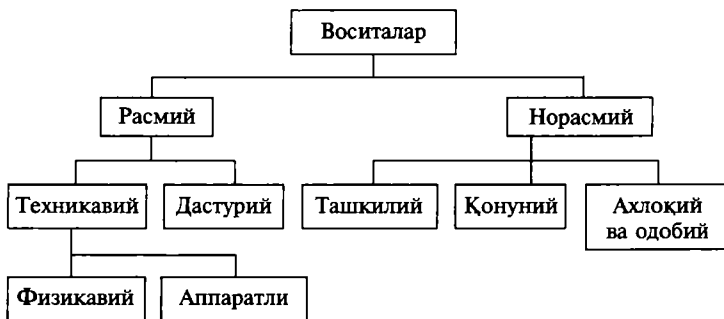 Воситалар
Расмий
Норасмий
Техникавий
Дастурий
Ташкилий
Қонуний
Ахлоқий
ва одобий
Физикавий
Аппаратли